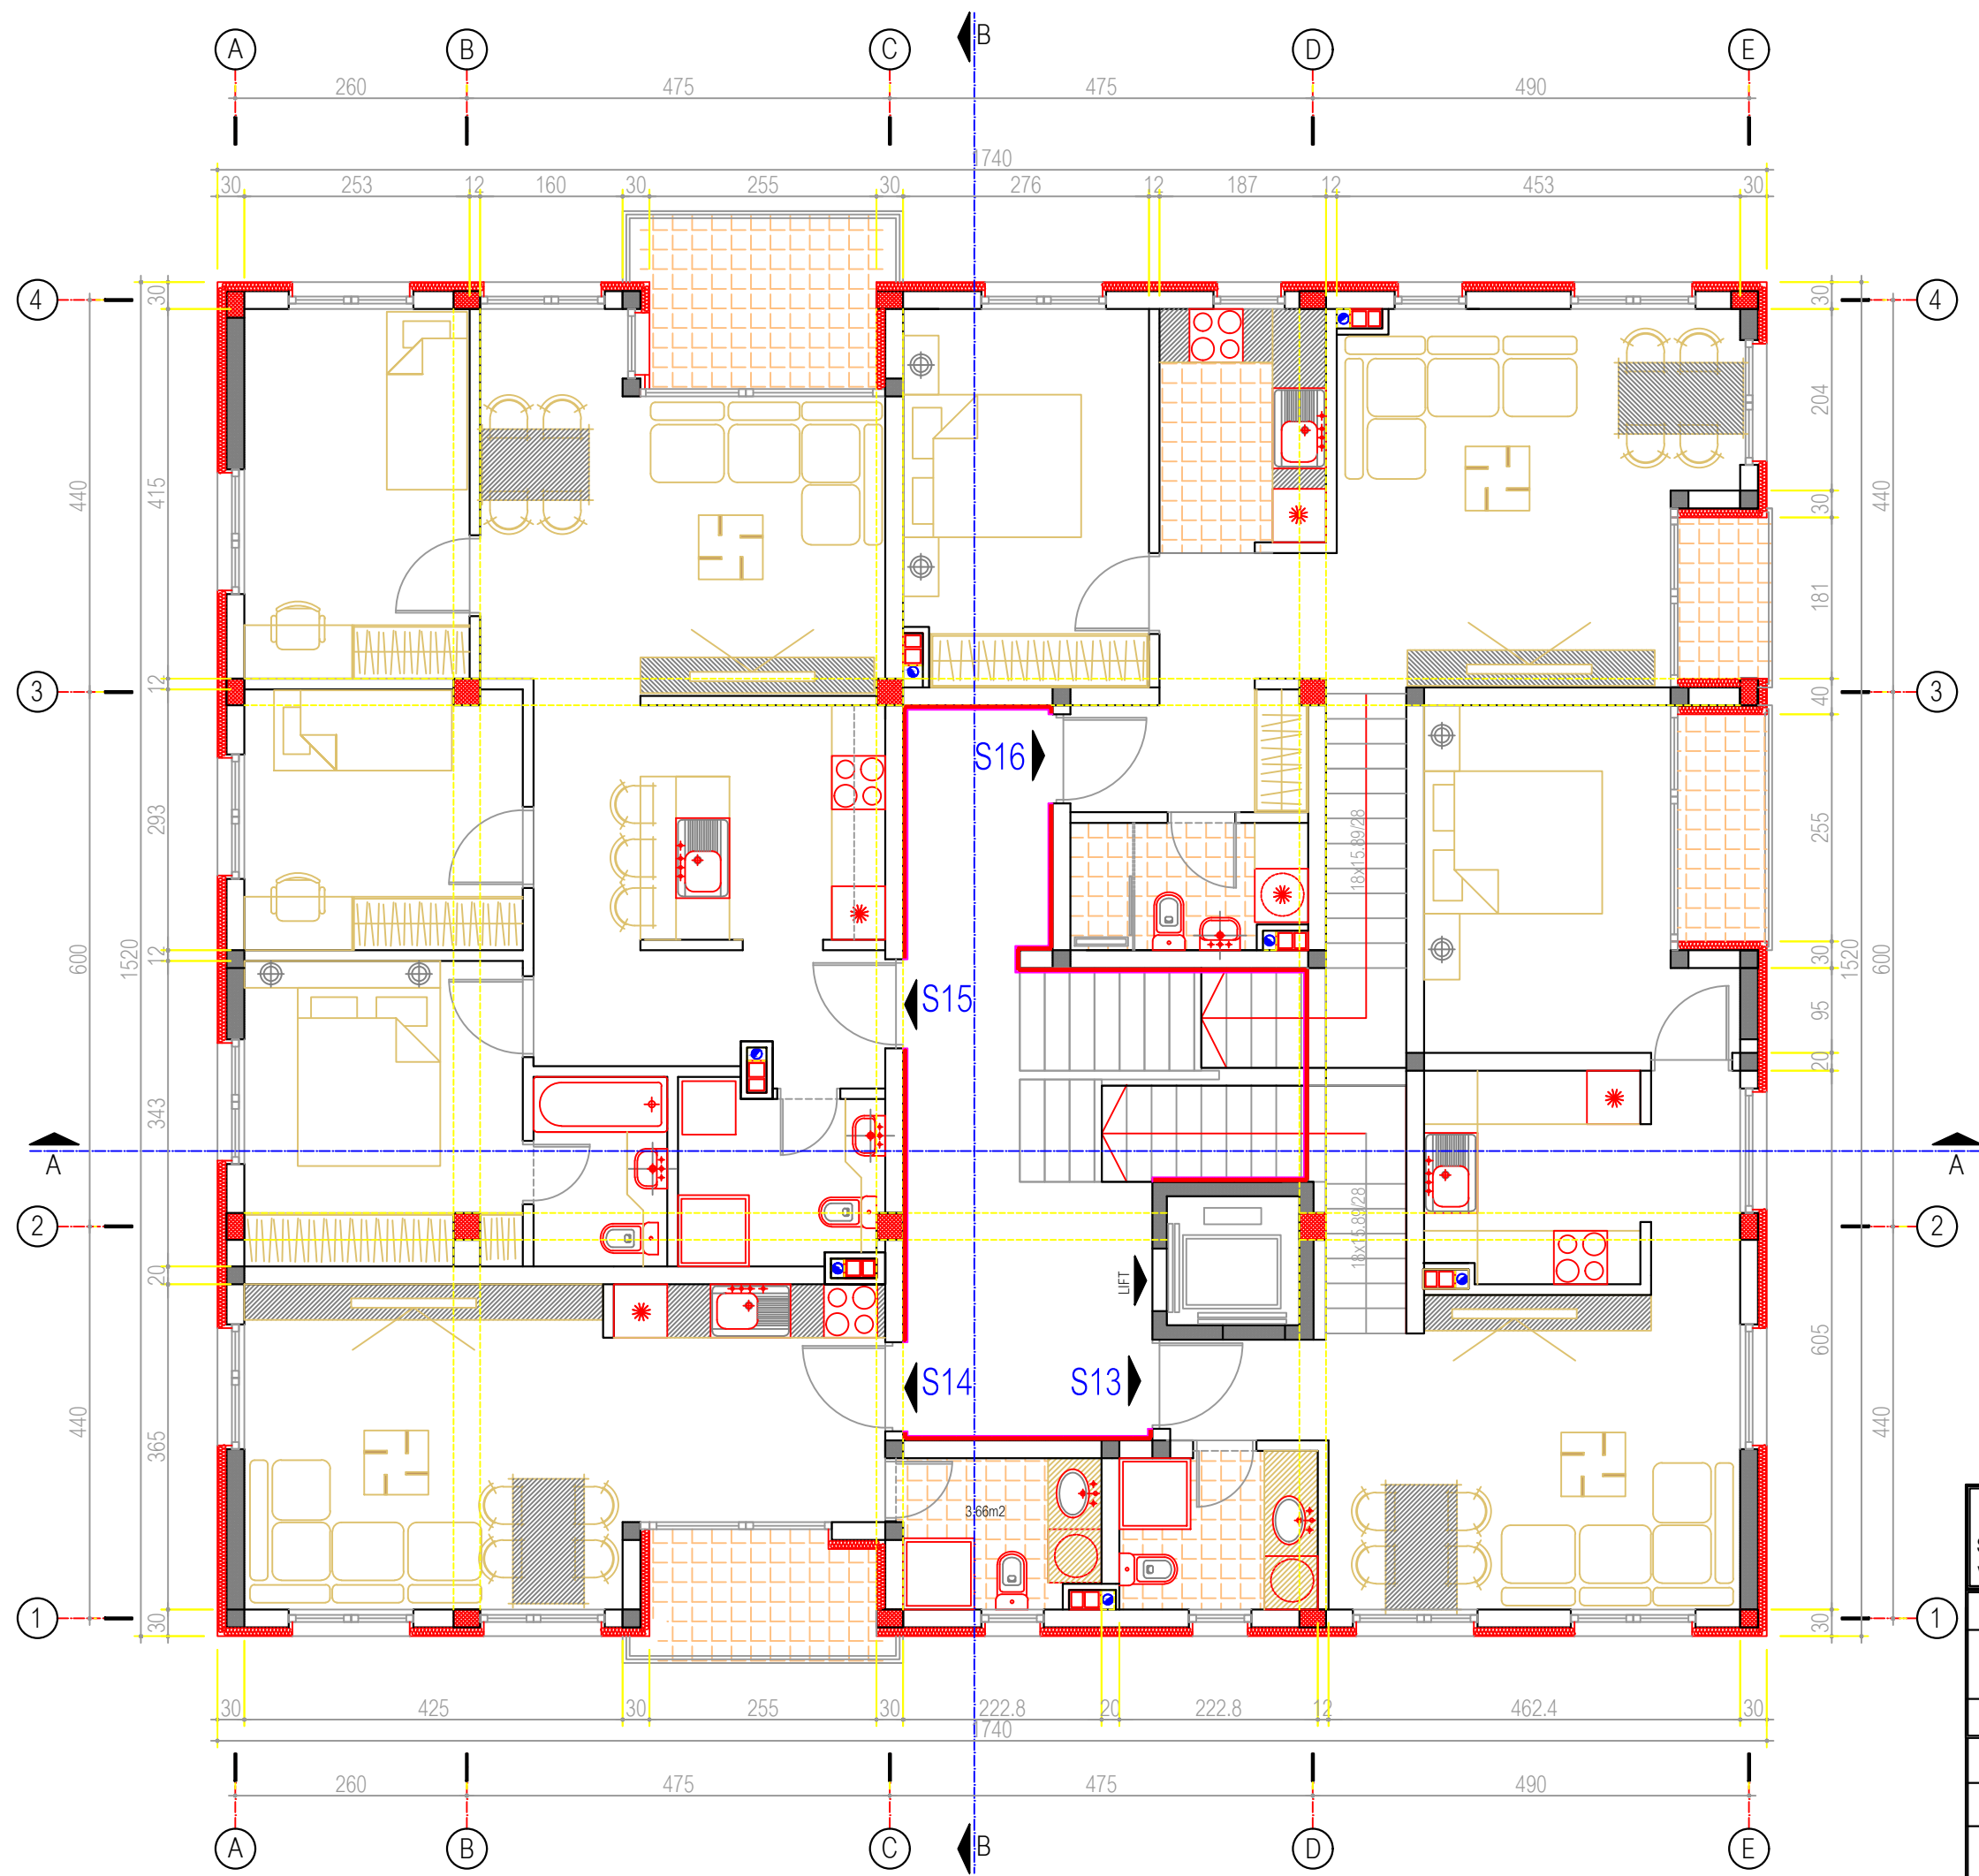 A B C B D E
260 475 475 490
1740
30 253 12 160 30 255 30 276 12 187 12 453 30
4 30 30 4
204
440 415 30 440
181
3 12 40 3
S16
18x15.89/28
293 255
600 1520 12 30 1520 600
S15
95
20
343
A A
2 2
18x15.89/28
20
LIFT
605
S14 S13
440 365 440
3.66m2
1 30 30 1
30 425 30 255 30 222.8 20 222.8 12 462.4 30
1740
260 475 475 490
A B C B D E